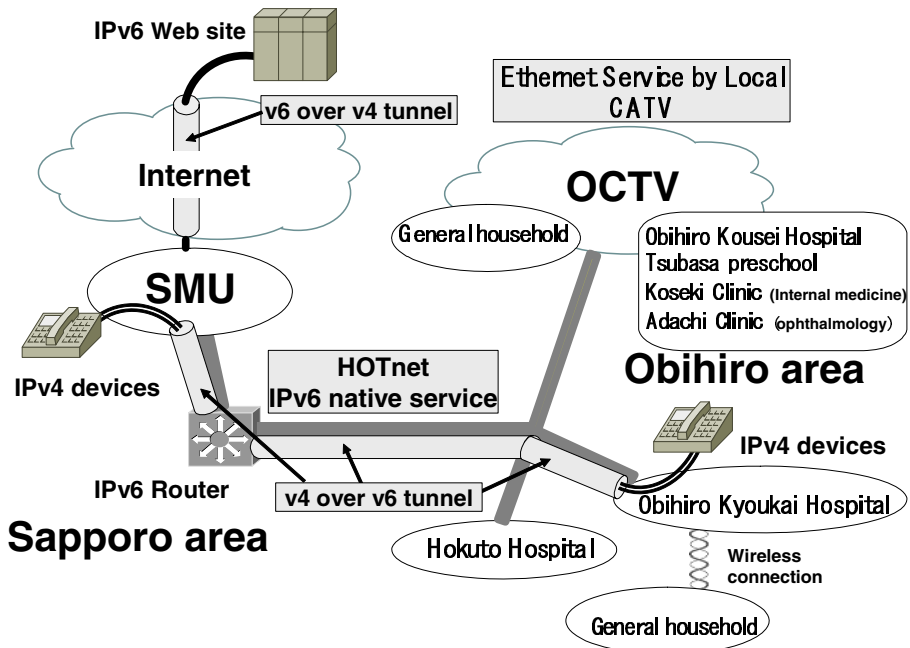 IPv6 Web site
Ethernet Service by Local
CATV
v6 over v4 tunnel
Internet
OCTV
General household
Obihiro Kousei Hospital
Tsubasa preschool
Koseki Clinic (Internal medicine)
Adachi Clinic (ophthalmology)
SMU
Obihiro area
IPv4 devices
HOTnet
IPv6 native service
IPv4 devices
IPv6 Router
v4 over v6 tunnel
Obihiro Kyoukai Hospital
Sapporo area
Hokuto Hospital
Wireless
connection
General household